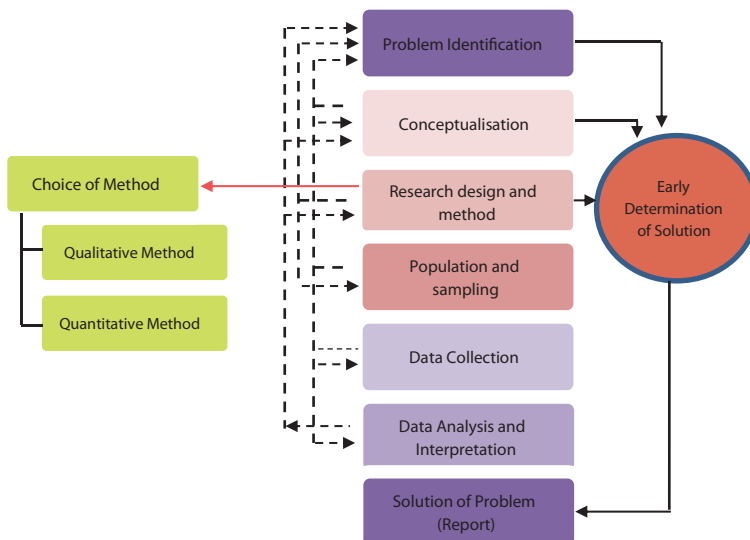 Problem Identification
Conceptualisation
Choice of Method
Research design and
method
Early
Determination
of Solution
Qualitative Method
Population and
sampling
Quantitative Method
Data Collection
Data Analysis and
Interpretation
Solution of Problem
(Report)